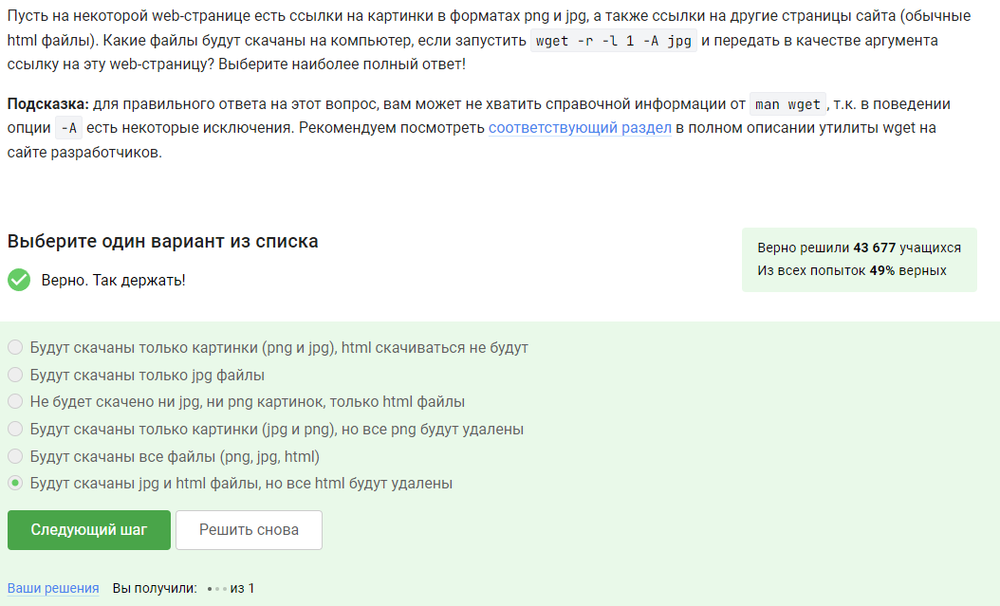 Пусть на некоторой web-странице есть ссылки на картинки в форматах png и jpg, а также ссылки на другие страницы сайта (обычные
html файлы). Какие файлы будут скачаны на компьютер, если запустить wget -r -l 1 -A jpg и передать в качестве аргумента
ссылку на эту web-страницу? Выберите наиболее полный ответ!
Подсказка: для правильного ответа на этот вопрос, вам может не хватить справочной информации от man wget, т.к. в поведении
опции -A есть некоторые исключения. Рекомендуем посмотреть соответствующий раздел в полном описании утилиты wget на
сайте разработчиков.
Выберите один вариант из списка
Верно. Так держать!
Верно решили 43 677 учащихся
Из всех попыток 49% верных
Будут скачаны только картинки (png и jpg), html скачиваться не будут
Будут скачаны только jpg файлы
Не будет скачено ни jpg, ни png картинок, только html файлы
Будут скачаны только картинки (jpg и png), но все png будут удалены
Будут скачаны все файлы (png, jpg, html)
Будут скачаны jpg и html файлы, но все html будут удалены
Следующий шаг
Решить снова
Ваши решения Вы получили: из 1